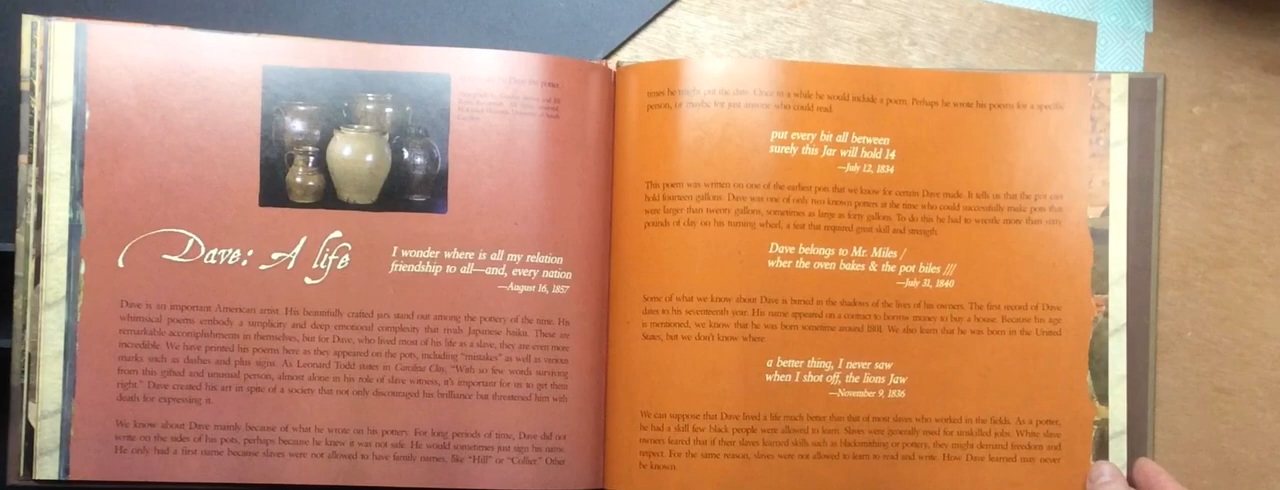 Dave the potter.
Dave: A life
I wonder where is all my relation
friendship to all—and, every nation
—August 16, 1857
Dave is an important American artist. His beautifully crafted jars stand out among the pottery of the time. His
whimsical poems embody a simplicity and deep emotional complexity that rivals Japanese haiku. These are
remarkable accomplishments in themselves, but for Dave, who lived most of his life as a slave, they are even more
incredible. We have printed his poems here as they appeared on the pots, including "mistakes" as well as various
marks such as dashes and plus signs. As Leonard Todd states in Carolina Clay, "With so few words surviving
from this gifted and unusual person, almost alone in his role of slave witness, it's important for us to get them
right." Dave created his art in spite of a society that not only discouraged his brilliance but threatened him with
death for expressing it.
We know about Dave mainly because of what he wrote on his pottery. For long periods of time, Dave did not
write on the sides of his pots, perhaps because he knew it was not safe. He would sometimes just sign his name.
He only had a first name because slaves were not allowed to have family names, like "Hill" or "Collier." Other
times he might put the date. Once in a while he would include a poem. Perhaps he wrote his poems for a specific
person, or maybe for just anyone who could read.
put every bit all between
surely this Jar will hold 14
—July 12, 1834
This poem was written on one of the earliest pots that we know for certain Dave made. It tells us that the pot can
hold fourteen gallons. Dave was one of only two known potters at the time who could successfully make pots that
were larger than twenty gallons, sometimes as large as forty gallons. To do this he had to wrestle more than sixty
pounds of clay on his turning wheel, a feat that required great skill and strength.
Dave belongs to Mr. Miles /
wher the oven bakes & the pot biles ///
—July 31, 1840
Some of what we know about Dave is buried in the shadows of the lives of his owners. The first record of Dave
dates to his seventeenth year. His name appeared on a contract to borrow money to buy a house. Because his age
is mentioned, we know that he was born sometime around 1801. We also learn that he was born in the United
States, but we don't know where.
a better thing, I never saw
when I shot off, the lions Jaw
—November 9, 1836
We can suppose that Dave lived a life much better than that of most slaves who worked in the fields. As a potter,
he had a skill few black people were allowed to learn. Slaves were generally used for unskilled jobs. White slave
owners feared that if their slaves learned skills such as blacksmithing or pottery, they might demand freedom and
respect. For the same reason, slaves were not allowed to learn to read and write. How Dave learned may never
be known.